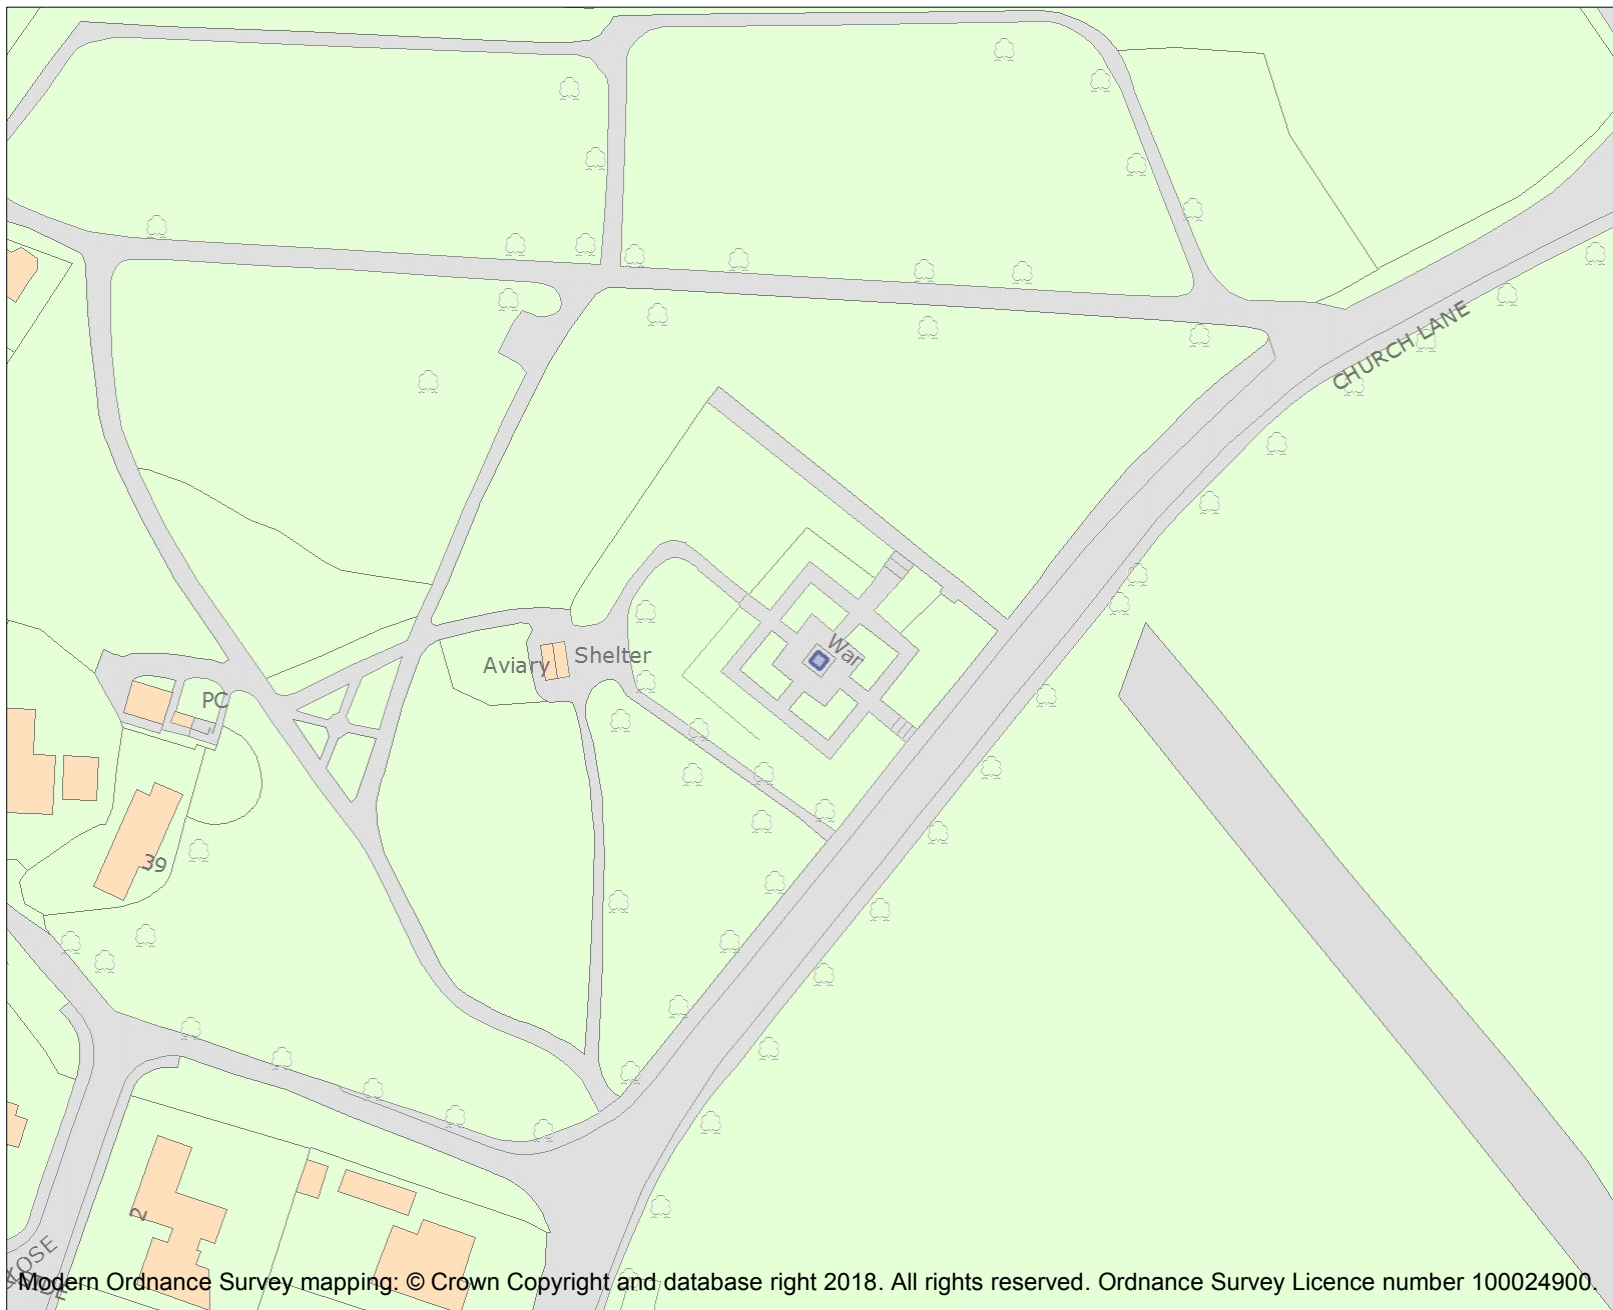 CHURCH LANE
War
Shelter
Aviary
PC
39
2
Modern Ordnance Survey mapping: © Crown Copyright and database right 2018. All rights reserved. Ordnance Survey Licence number 100024900.